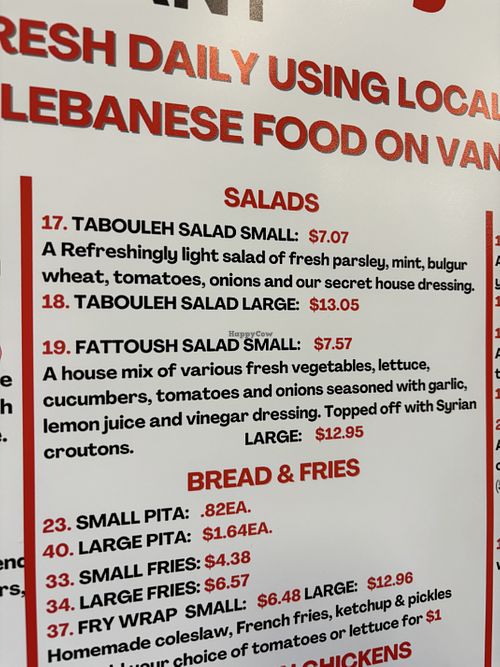 RESH DAILY USING LOCAL
LEBANESE FOOD ON VAN
SALADS
17. TABOULEH SALAD SMALL: $7.07
A Refreshingly light salad of fresh parsley, mint, bulgur
wheat, tomatoes, onions and our secret house dressing.
18. TABOULEH SALAD LARGE: $13.05
HappyCow
19. FATTOUSH SALAD SMALL: $7.57
A house mix of various fresh vegetables, lettuce,
cucumbers, tomatoes and onions seasoned with garlic,
lemon juice and vinegar dressing. Topped off with Syrian
croutons. LARGE: $12.95
BREAD & FRIES
23. SMALL PITA: .82EA.
40. LARGE PITA: $1.64EA.
33. SMALL FRIES: $4.38
34. LARGE FRIES: $6.57
37. FRY WRAP SMALL: $6.48 LARGE: $12.96
Homemade coleslaw, French fries, ketchup & pickles
your choice of tomatoes or lettuce for $1
CHICKENS